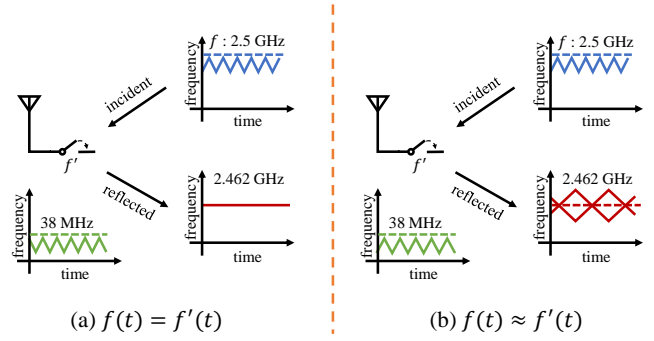 f : 2.5 GHz
frequency
time
incident
f'
reflected
38 MHz
frequency
time
2.462 GHz
frequency
time
(a) f(t) = f'(t)
f : 2.5 GHz
frequency
time
incident
f'
reflected
38 MHz
frequency
time
2.462 GHz
frequency
time
(b) f(t) ≈ f'(t)